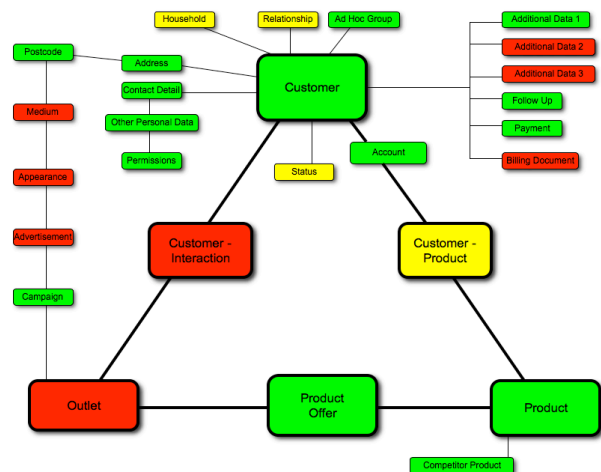 Household
Relationship
Ad Hoc Group
Additional Data 1
Postcode
Address
Additional Data 2
Contact Detail
Customer
Additional Data 3
Follow Up
Medium
Other Personal Data
Payment
Permissions
Account
Billing Document
Status
Appearance
Advertisement
Customer -
Interaction
Customer -
Product
Campaign
Outlet
Product
Offer
Product
Competitor Product